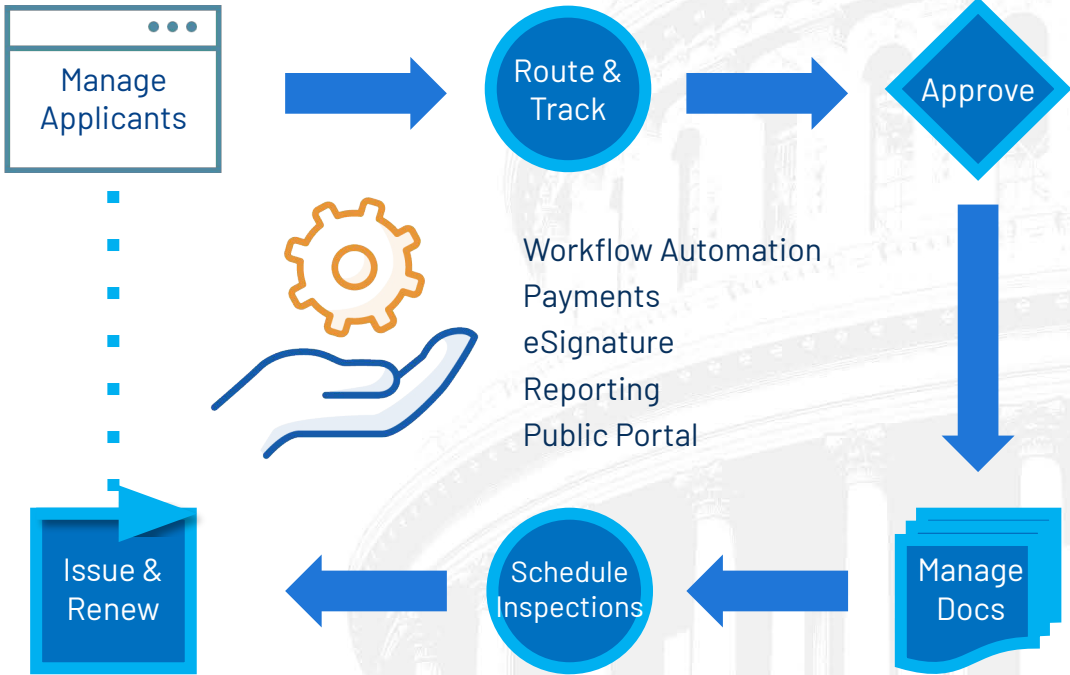 Manage
Applicants
Route &
Track
Approve
Workflow Automation
Payments
eSignature
Reporting
Public Portal
Issue &
Renew
Schedule
Inspections
Manage
Docs